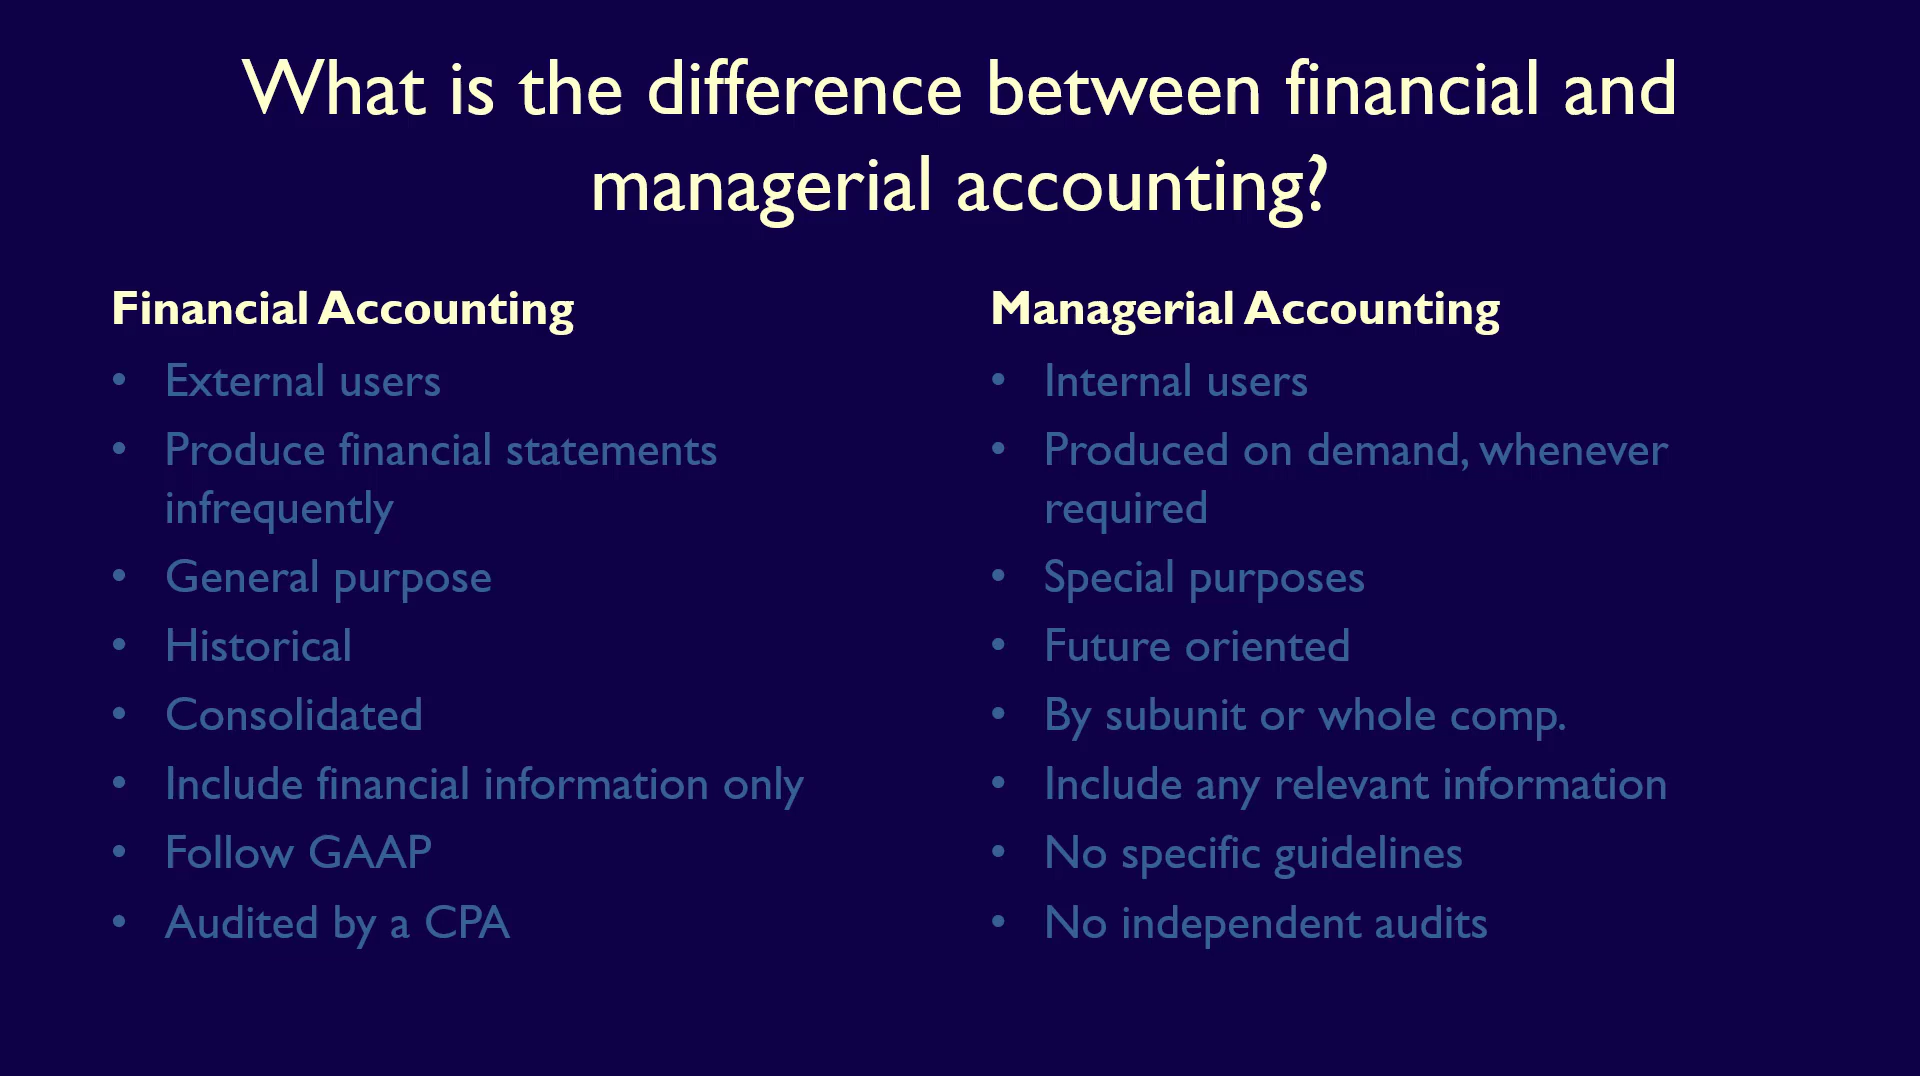 What is the difference between financial and
managerial accounting?
Financial Accounting
• External users
• Produce financial statements
infrequently
• General purpose
• Historical
• Consolidated
• Include financial information only
• Follow GAAP
• Audited by a CPA
Managerial Accounting
• Internal users
• Produced on demand, whenever
required
• Special purposes
• Future oriented
• By subunit or whole comp.
• Include any relevant information
• No specific guidelines
• No independent audits